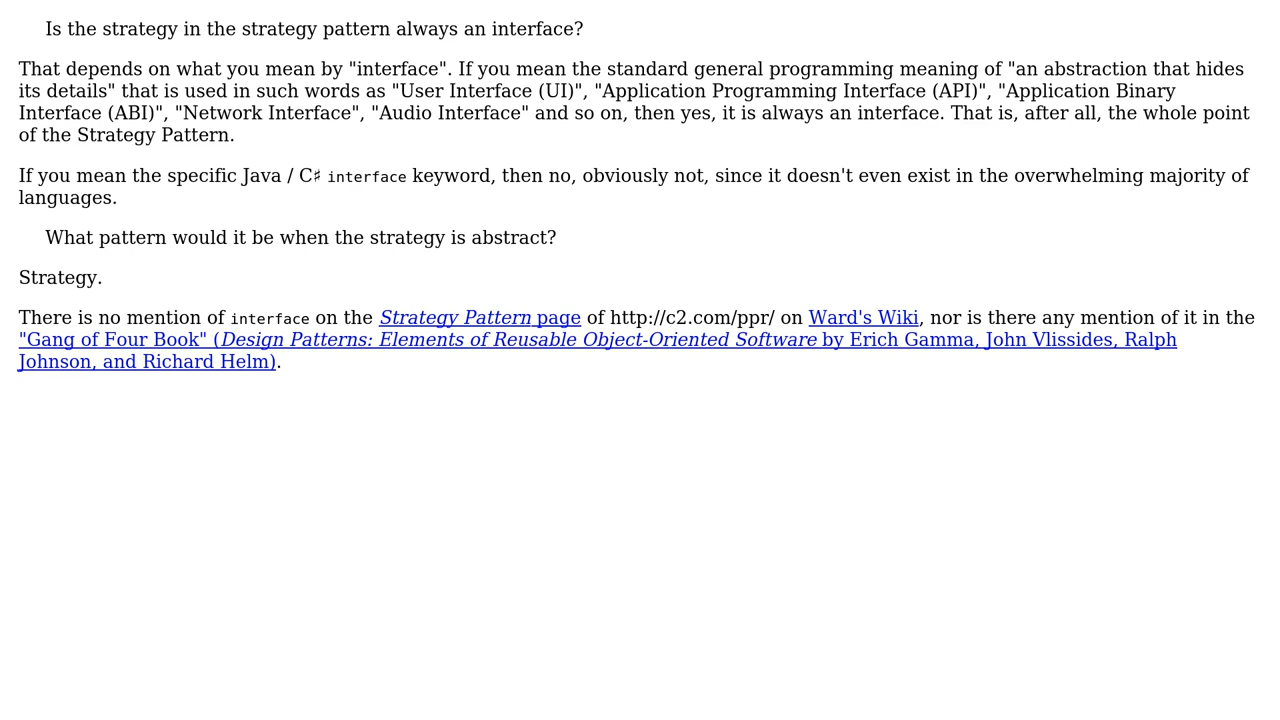 Is the strategy in the strategy pattern always an interface?
That depends on what you mean by "interface". If you mean the standard general programming meaning of "an abstraction that hides
its details" that is used in such words as "User Interface (UI)", "Application Programming Interface (API)", "Application Binary
Interface (ABI)", "Network Interface", "Audio Interface" and so on, then yes, it is always an interface. That is, after all, the whole point
of the Strategy Pattern.
If you mean the specific Java / C♯ interface keyword, then no, obviously not, since it doesn't even exist in the overwhelming majority of
languages.
What pattern would it be when the strategy is abstract?
Strategy.
There is no mention of interface on the Strategy Pattern page of http://c2.com/ppr/ on Ward's Wiki, nor is there any mention of it in the
"Gang of Four Book" (Design Patterns: Elements of Reusable Object-Oriented Software by Erich Gamma, John Vlissides, Ralph
Johnson, and Richard Helm).